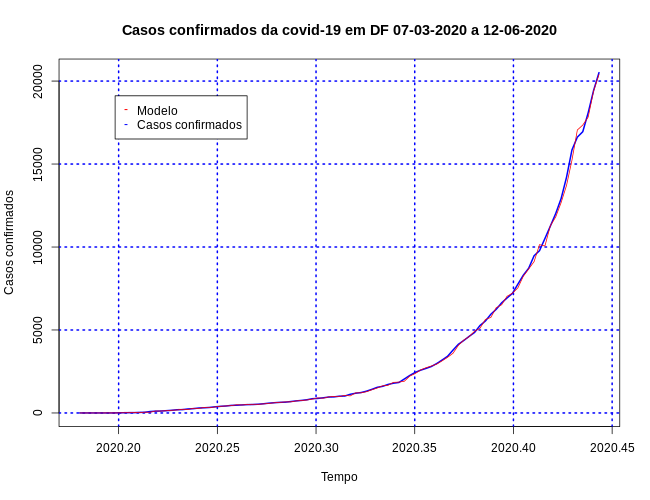 Casos confirmados da covid-19 em DF 07-03-2020 a 12-06-2020
Casos confirmados
20000
15000
10000
5000
0
Modelo
Casos confirmados
2020.20 2020.25 2020.30 2020.35 2020.40 2020.45
Tempo